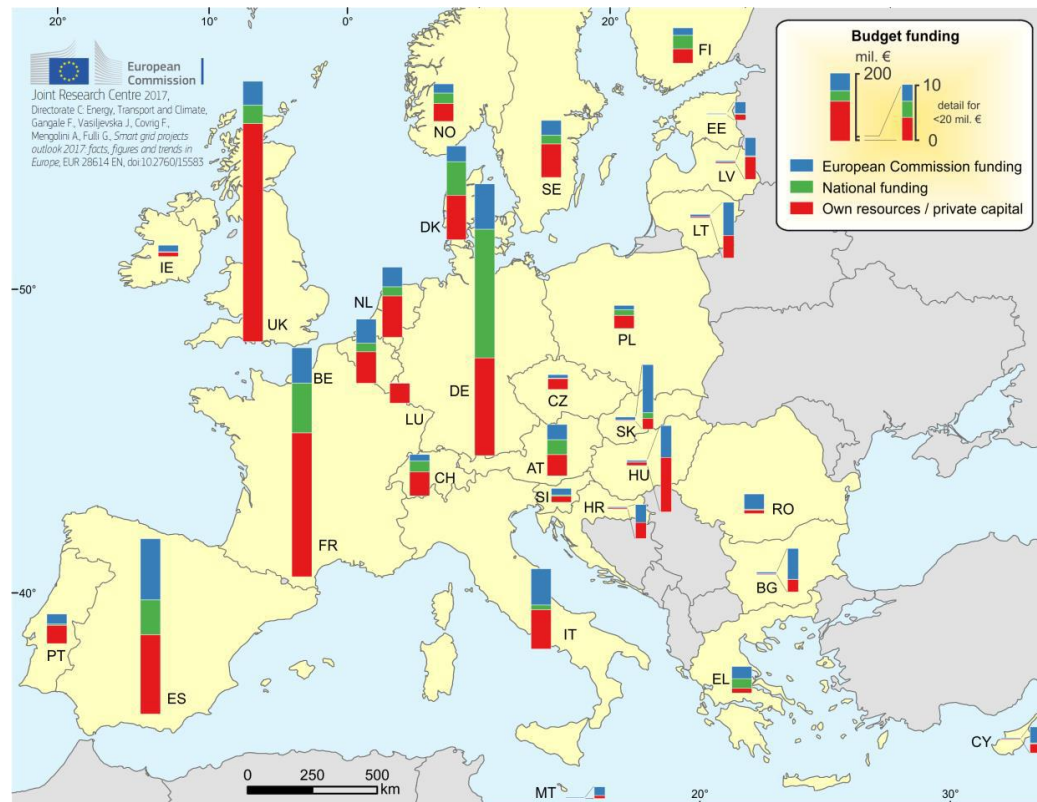 20° 10° 0° 20°
European
Commission
Joint Research Centre 2017,
Directorate C: Energy, Transport and Climate,
Gangale F., Vasiljevska J., Covrig F.,
Mengolini A., Fulli G., Smart grid projects
outlook 2017: facts, figures and trends in
Europe, EUR 28614 EN, doi:10.2760/15583
Budget funding
mil. €
200
10
detail for
<20 mil. €
0
0
European Commission funding
National funding
Own resources / private capital
FI
NO
EE
SE
LV
DK
LT
IE
50°
NL
UK
PL
BE
DE
CZ
LU
SK
AT
HU
CH
SI
HR
RO
FR
BG
40°
IT
PT
EL
ES
CY
0 250 500
km
MT
20°
30°